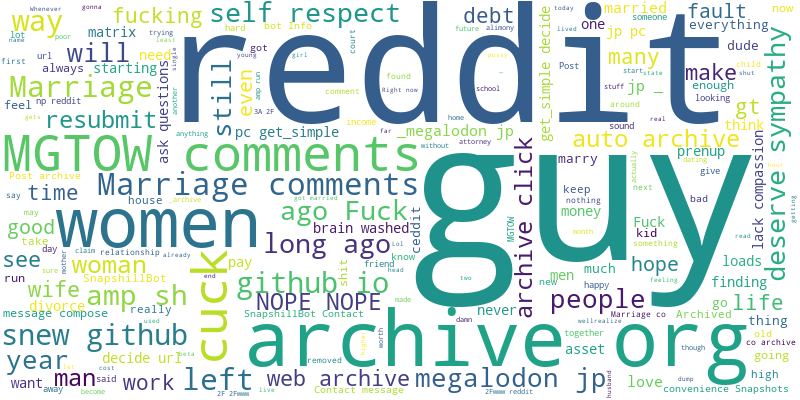 Whenever
gonna
way
fucking
self respect
debt
married
someone
now
today
lived
fault
lot
name
poor
matrix
hard
bot Info
future
alimony
one
everything
url
will
need
court
jp pc
first
trying
least
many
dude
always
starting
even
got
young
girl
Post
start
state
child
shut
Marriage
reddit
make
feel
np reddit
single
amp run
found
Right now
school
stuff
enough
looking
gets
another
comment
jp _
around
resubmit
still
ask questions
3A 2F
home
real
gt
deserve sympathy
anything
pc get_simple
income
far
_megalodon jp
get_simple decide
sound
think
MGTOW comments
without
attorney
auto archive
marry
prenup
dating
Post archive
_archive
got married
actually
next
give
say
time
Marriage comments
archive click
keep
nothing
bad
lack compassion
may
house
ago Fuck
ceddit
money
good
women
brain washed
Lol
MGTOW
Fuck
kid
something
read
getting
take
day
long ago
know
guy
see
claim
relationship
already
shit
friend
men
much
month
hope
loads
woman
mother
sure
cuck
pay
head
two
new
happy
feeling
finding
run
wife
SnapshillBot
github io
never
people
go
life
amp sh
end
made
NOPE NOPE
divorce
message compose
really
SnapshillBot Contact
damn
together
Marriage co
Archived
thing
snew github
used
archive org
wellrealize
old
co archive
year
decide url
beta
removed
worth
asset
though
going
man
said
cost
web archive
megalodon jp
husband
love
dump
high
want
away
become
work
left
live
Contact message
2F 2Fwww
www reddit
convenience Snapshots